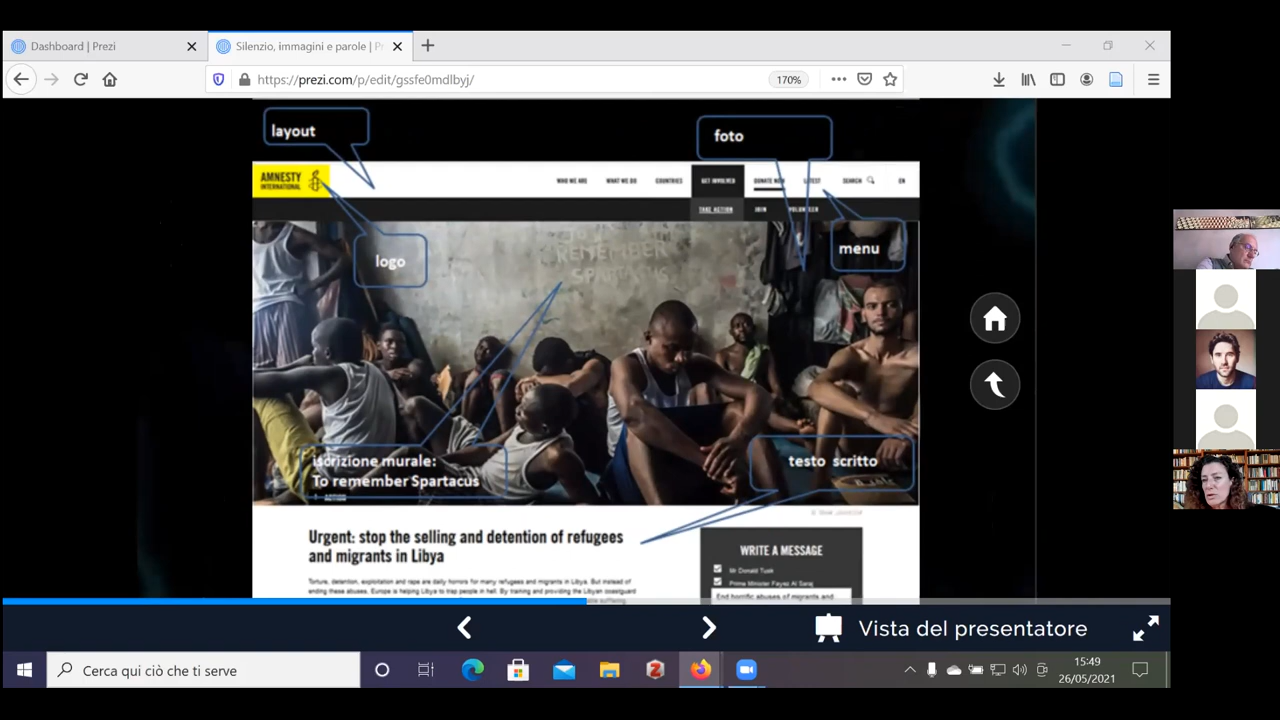 Dashboard | Prezi
Silenzio, immagini e parole | Pr
https://prezi.com/p/edit/gssfe0mdlbyj/
170%
layout
foto
AMNESTY
INTERNATIONAL
WHO WE ARE
WHAT WE DO
COUNTRIES
GET INVOLVED
DONATE NOW
LATEST
SEARCH
EN
TAKE ACTION
JOIN
VOLUNTEER
logo
menu
REMEMBER
SPARTACUS
iscrizione murale:
To remember Spartacus
testo scritto
Urgent: stop the selling and detention of refugees
and migrants in Libya
WRITE A MESSAGE
Mr Donald Tusk
Prime Minister Fayez Al Saraj
Torture, detention, exploitation and rape are daily horrors for many refugees and migrants in Libya. But instead of
ending these abuses, Europe is helping Libya to trap people in hell. By training and providing the Libyan coastguard
End horrific abuses of migrants and
Vista del presentatore
Cerca qui ciò che ti serve
15:49
26/05/2021